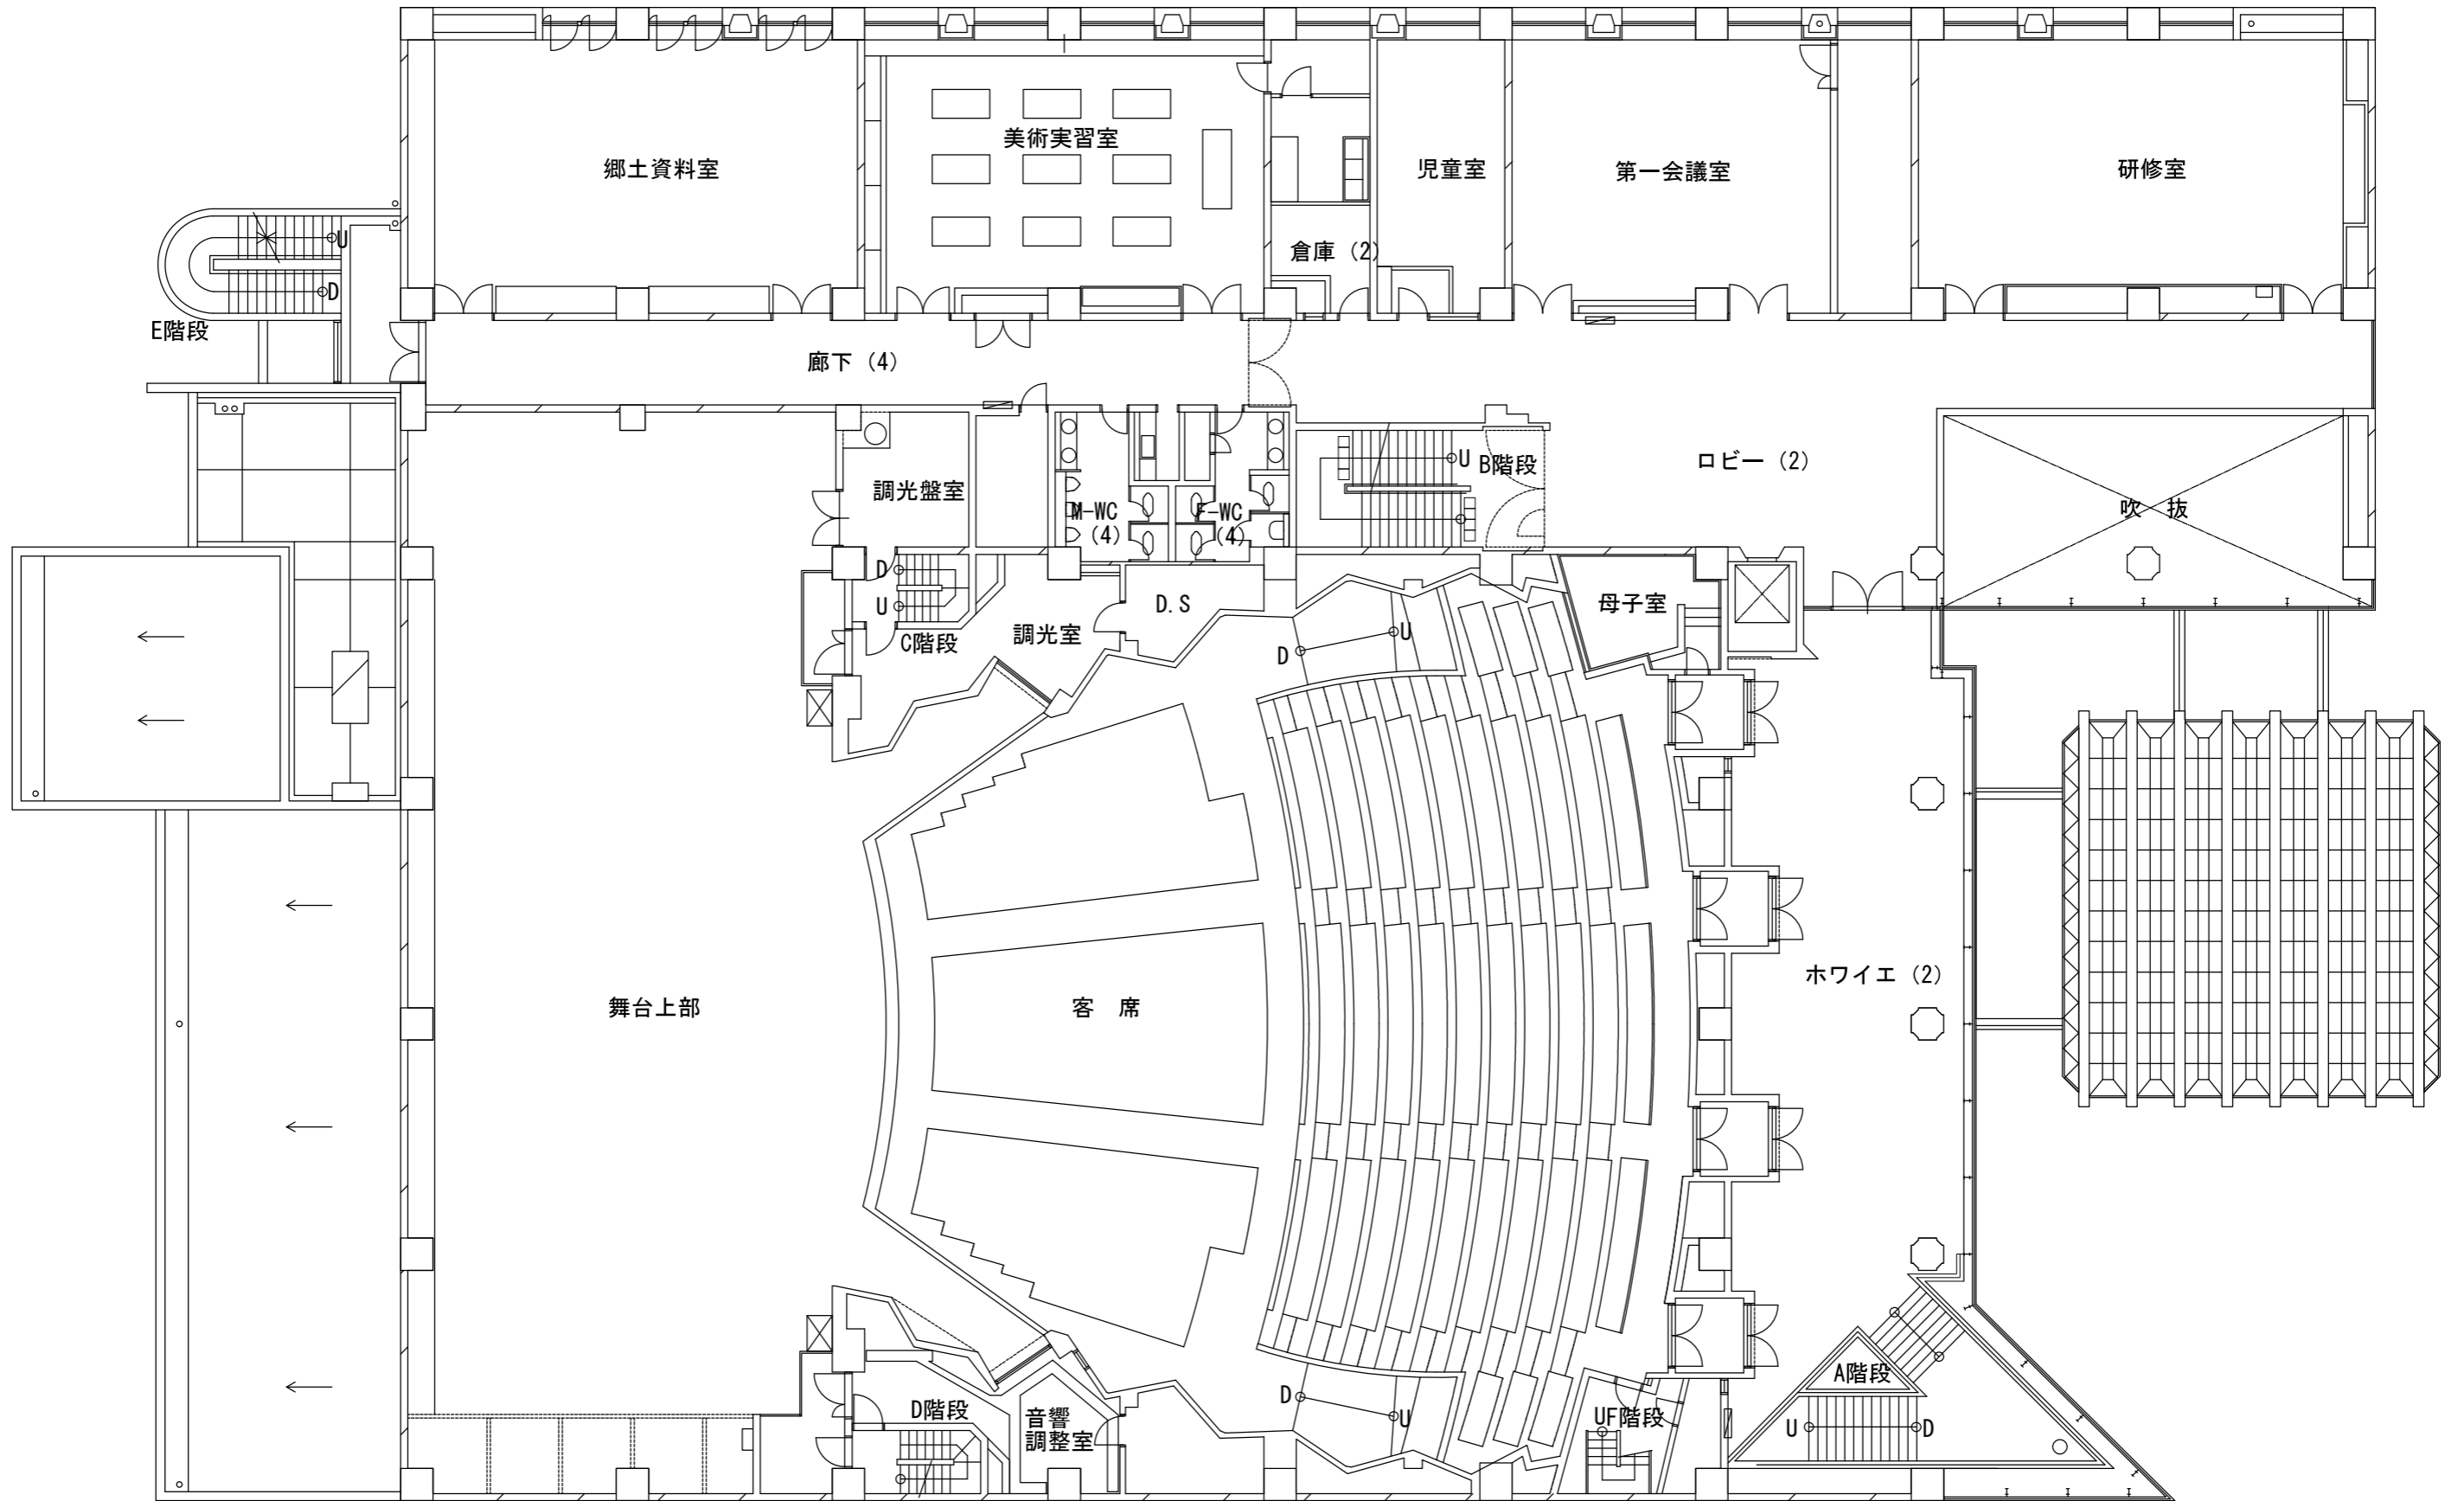 美術実習室
郷土資料室
児童室
第一会議室
研修室
倉庫（2）
U
D
E階段
廊下（4）
U
B階段
ロビー（2）
調光盤室
M-WC
（4）
F-WC
（4）
吹　抜
D
U
C階段
調光室
D.S
母子室
D
U
ホワイエ（2）
舞台上部
客　席
A階段
D
U
D階段
音響
調整室
UF階段
U
D